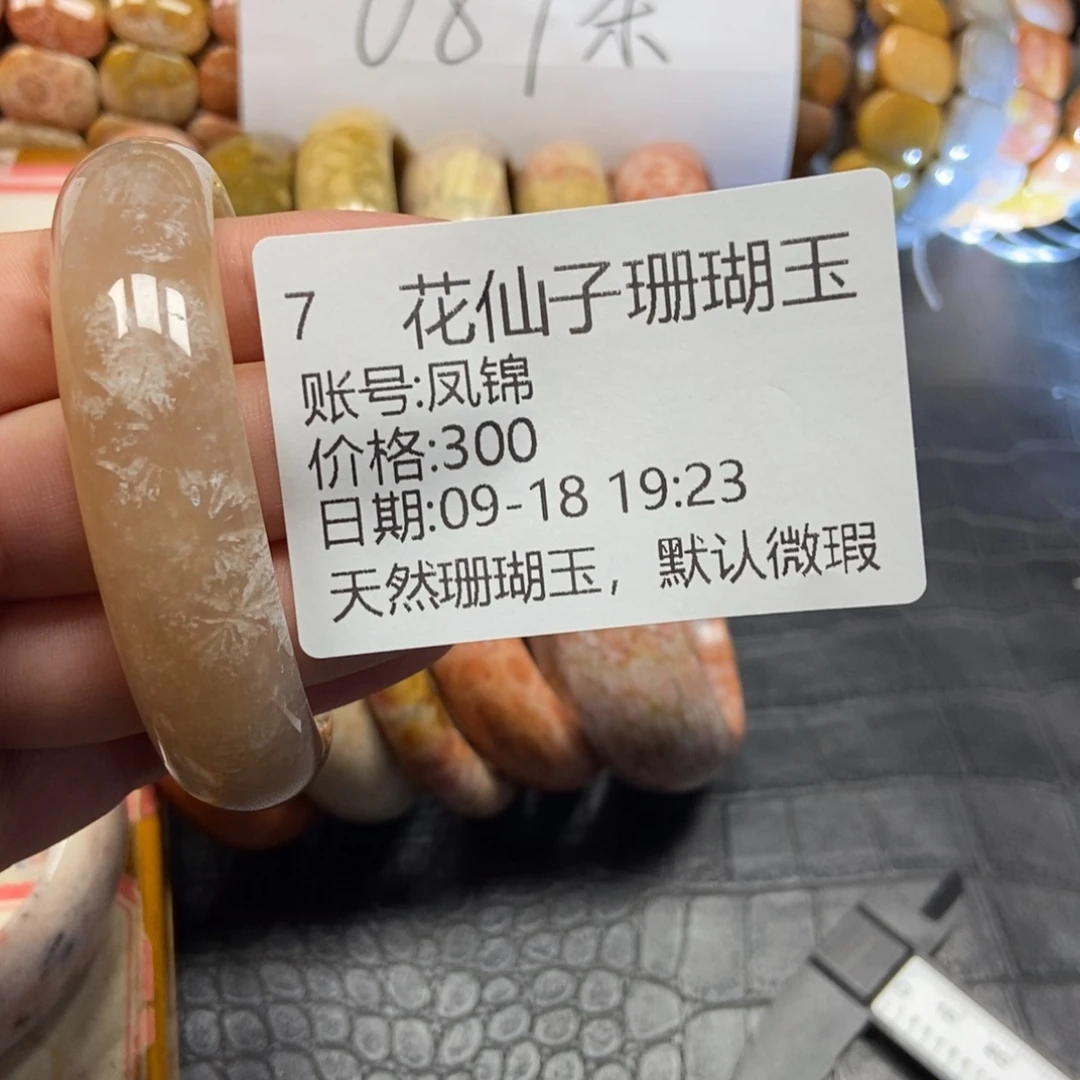 7 花仙子珊瑚玉
账号:凤锦
价格:300
日期:09-18 19:23
天然珊瑚玉，默认微瑕